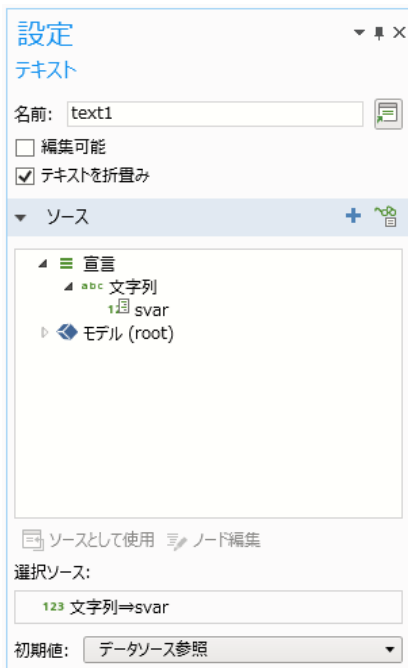 設定
テキスト
名前: text1
編集可能
テキストを折畳み
ソース
宣言
abc 文字列
svar
モデル (root)
ソースとして使用 ノード編集
選択ソース:
123 文字列⇒svar
初期値: データソース参照